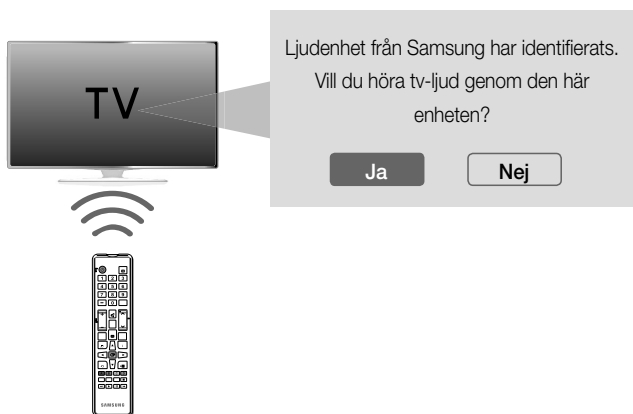 TV
Ljudenhet från Samsung har identifierats.
Vill du höra tv-ljud genom den här
enheten?
Ja
Nej
SAMSUNG